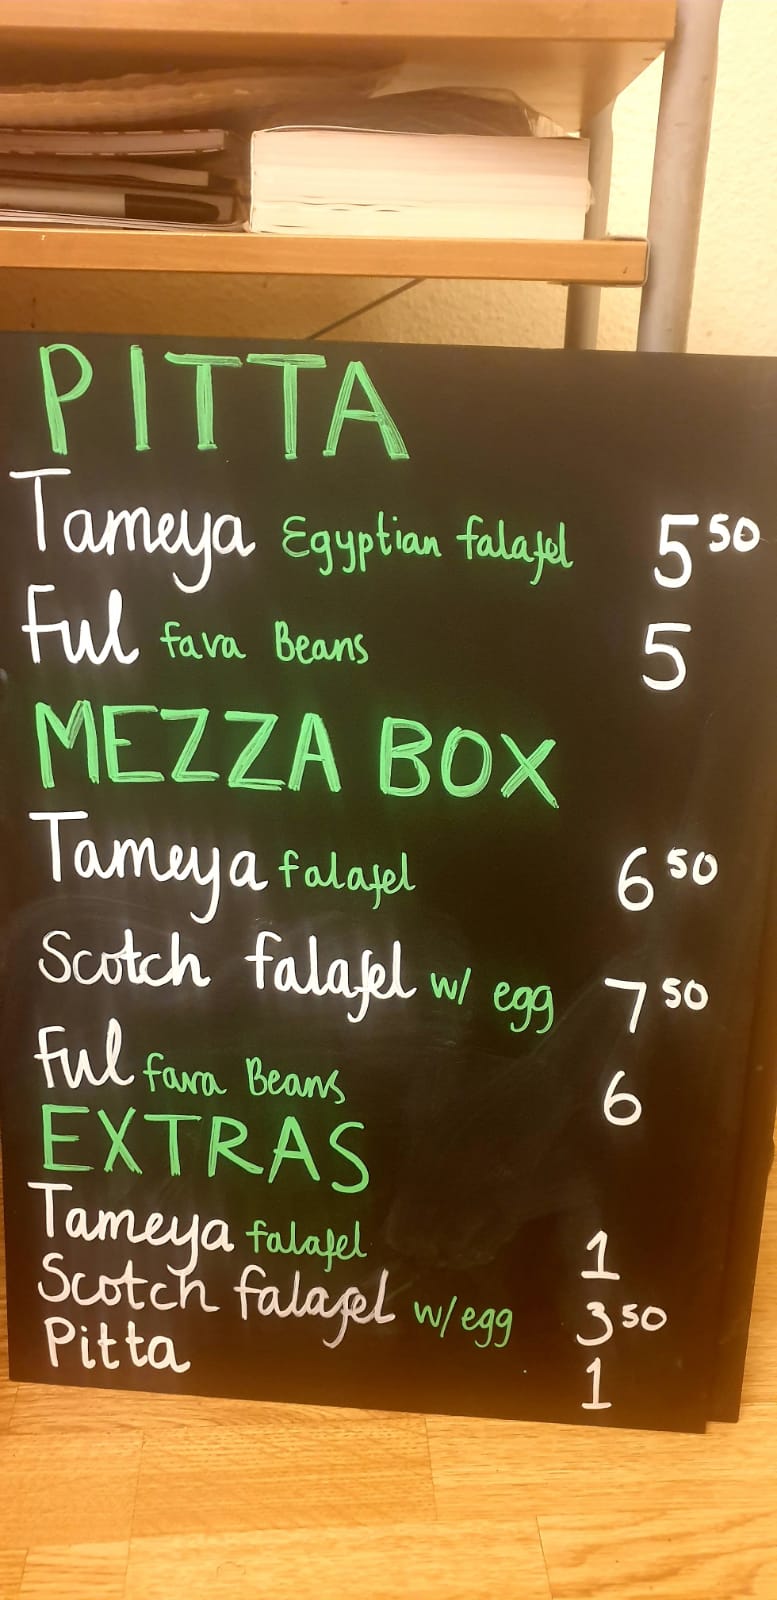 PITTA
Tameya Egyptian falafel 5 50
Ful fava Beans 5
MEZZA BOX
Tameya falafel 6 50
Scotch falafel w/ egg 7 50
Ful fava Beans 6
EXTRAS
Tameya falafel 1
Scotch falafel w/ egg 3 50
Pitta 1